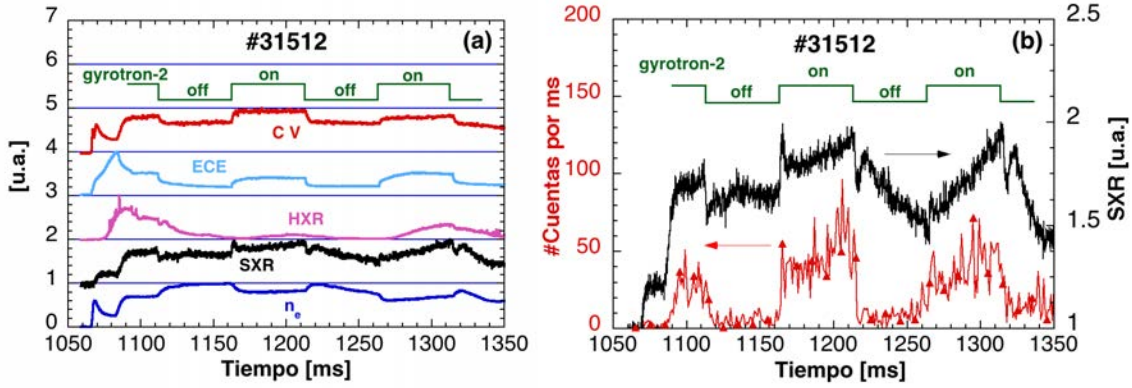 #31512
(a)
gyrotron-2
off
on
off
on
C V
ECE
HXR
SXR
ne
[u.a.]
7
6
5
4
3
2
1
0
1050 1100 1150 1200 1250 1300 1350
Tiempo [ms]
#31512
(b)
gyrotron-2
off
on
off
on
#Cuentas por ms
200
150
100
50
0
SXR [u.a.]
2.5
2
1.5
1
1050 1100 1150 1200 1250 1300 1350
Tiempo [ms]